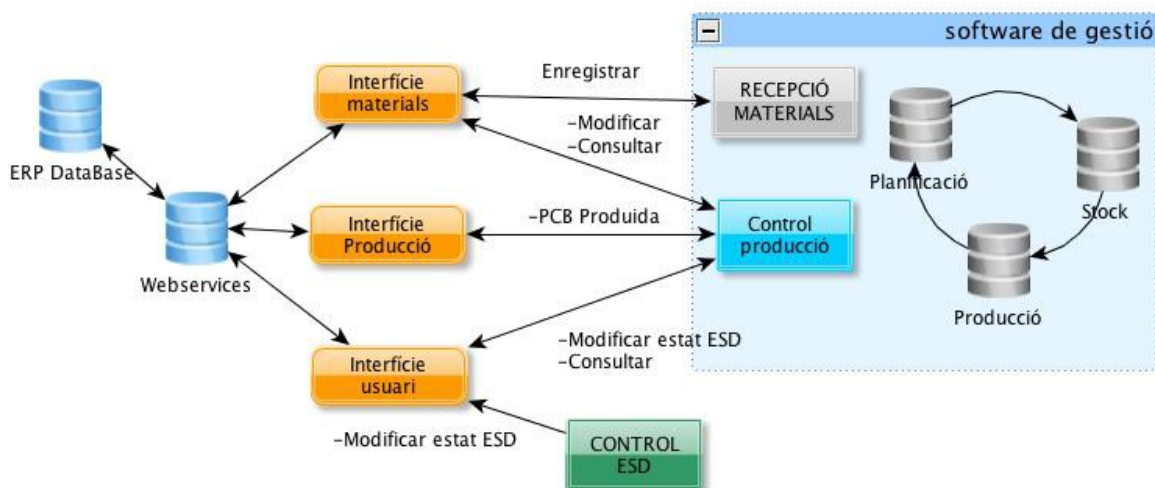 software de gestió
Interfície
materials
Enregistrar
RECEPCIÓ
MATERIALS
-Modificar
-Consultar
ERP DataBase
Planificació
Stock
Interfície
Producció
-PCB Produida
Control
producció
Webservices
Producció
-Modificar estat ESD
-Consultar
Interfície
usuari
-Modificar estat ESD
CONTROL
ESD